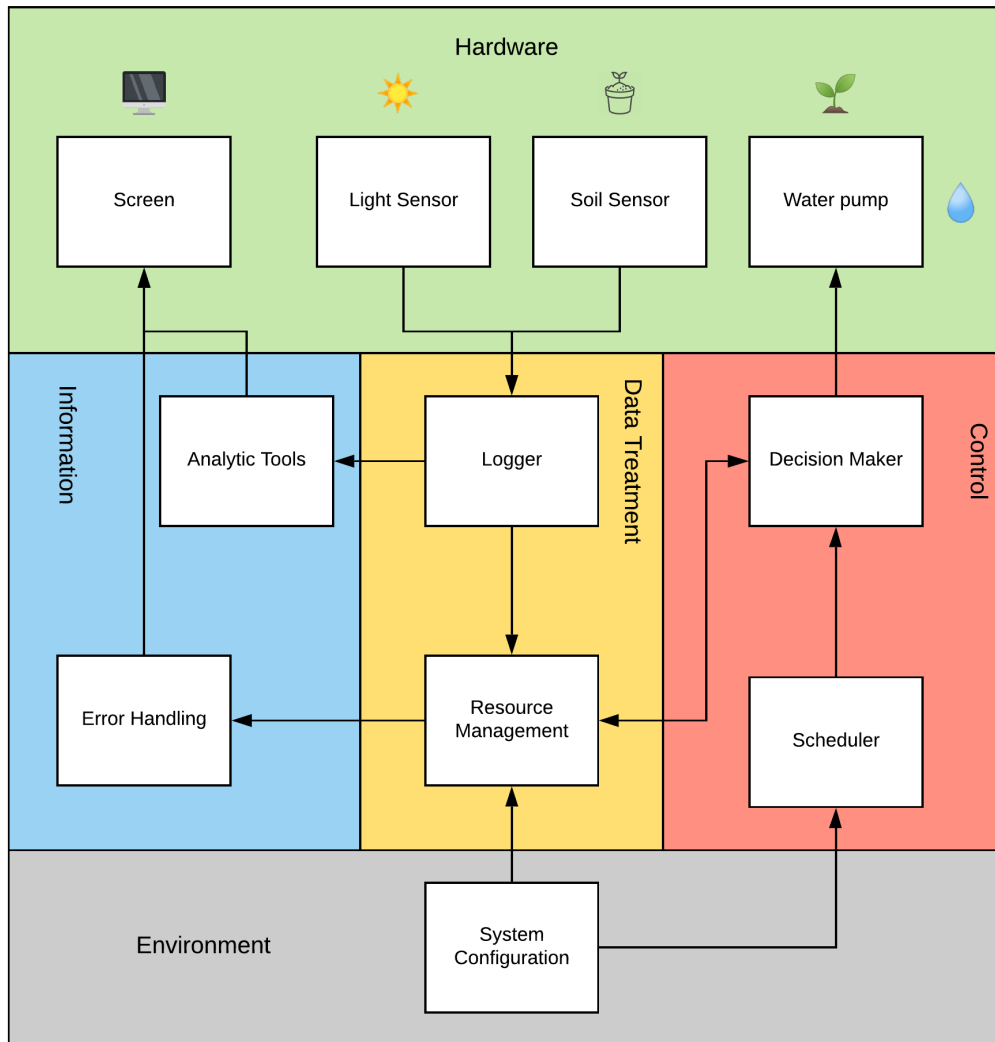 Hardware
Screen
Light Sensor
Soil Sensor
Water pump
Information
Analytic Tools
Logger
Data Treatment
Decision Maker
Control
Error Handling
Resource
Management
Scheduler
Environment
System
Configuration